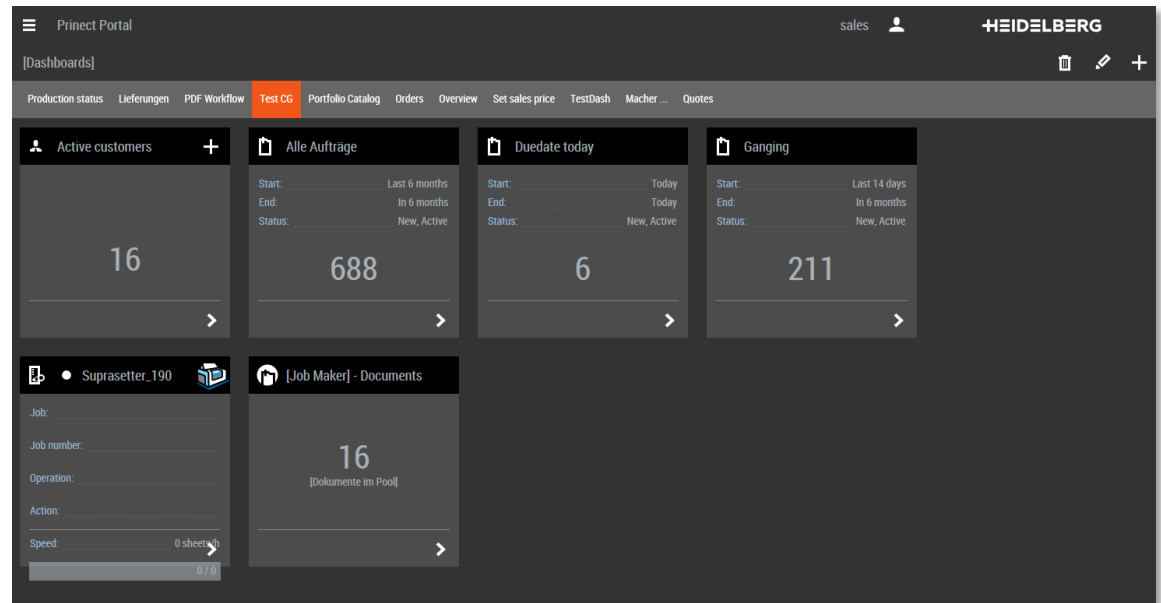 Prinect Portal sales HEIDELBERG
[Dashboards]
Production status Lieferungen PDF Workflow Test CG Portfolio Catalog Orders Overview Set sales price TestDash Macher ... Quotes
Active customers
16
Alle Aufträge
Start: Last 6 months
End: In 6 months
Status: New, Active
688
Duedate today
Start: Today
End: Today
Status: New, Active
6
Ganging
Start: Last 14 days
End: In 6 months
Status: New, Active
211
Suprasetter_190
Job:
Job number:
Operation:
Action:
Speed: 0 sheets/h
0 / 0
[Job Maker] - Documents
16
[Dokumente im Pool]